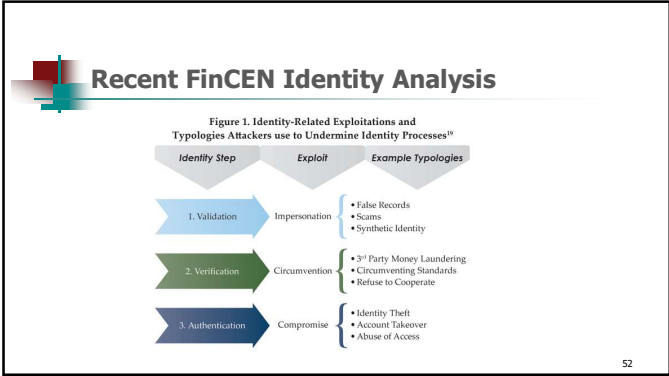 Recent FinCEN Identity Analysis
Figure 1. Identity-Related Exploitations and
Typologies Attackers use to Undermine Identity Processes¹⁹
Identity Step
Exploit
Example Typologies
1. Validation
Impersonation
• False Records
• Scams
• Synthetic Identity
2. Verification
Circumvention
• 3rd Party Money Laundering
• Circumventing Standards
• Refuse to Cooperate
3. Authentication
Compromise
• Identity Theft
• Account Takeover
• Abuse of Access
52